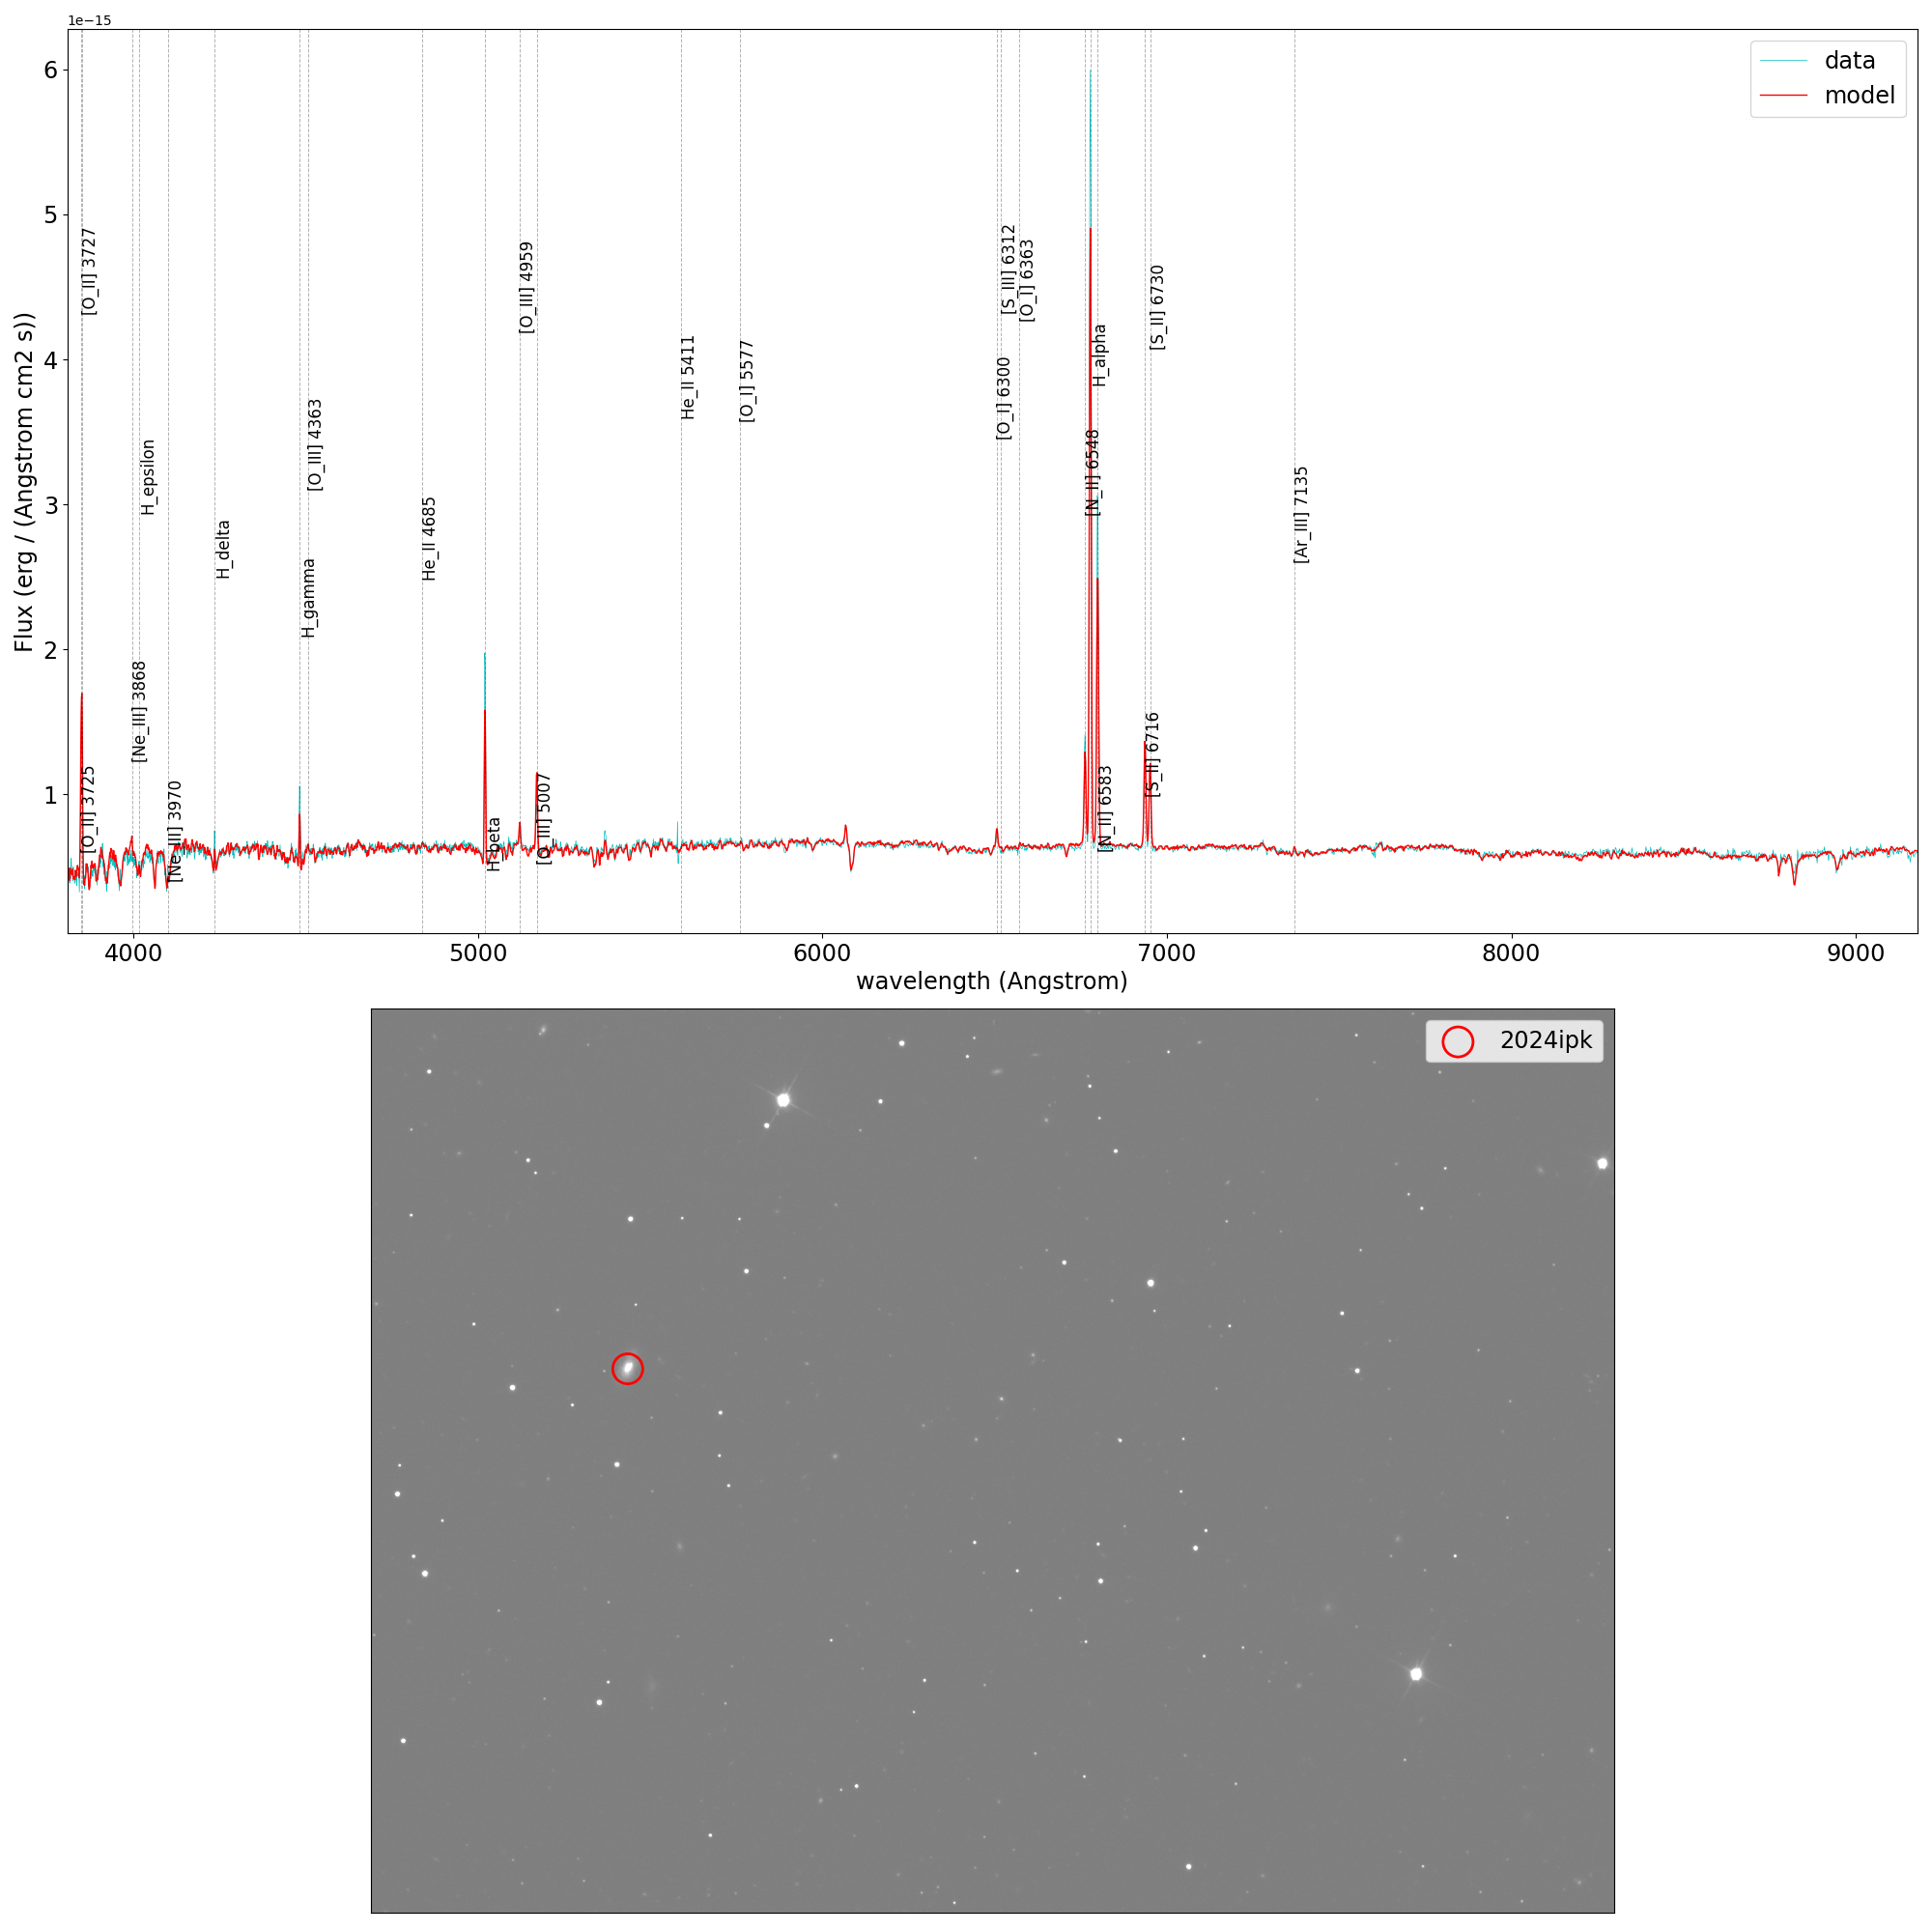 1e−15
data
model
6
5
4
3
2
1
Flux (erg / (Angstrom cm2 s))
[O_II] 3725
[O_II] 3727
[Ne_III] 3868
H_epsilon
[Ne_III] 3970
H_delta
H_gamma
[O_III] 4363
He_II 4685
H_beta
[O_III] 4959
[O_III] 5007
He_II 5411
[O_I] 5577
[O_I] 6300
[S_III] 6312
[O_I] 6363
[N_II] 6548
H_alpha
[N_II] 6583
[S_II] 6716
[S_II] 6730
[Ar_III] 7135
4000
5000
6000
7000
8000
9000
wavelength (Angstrom)
2024ipk